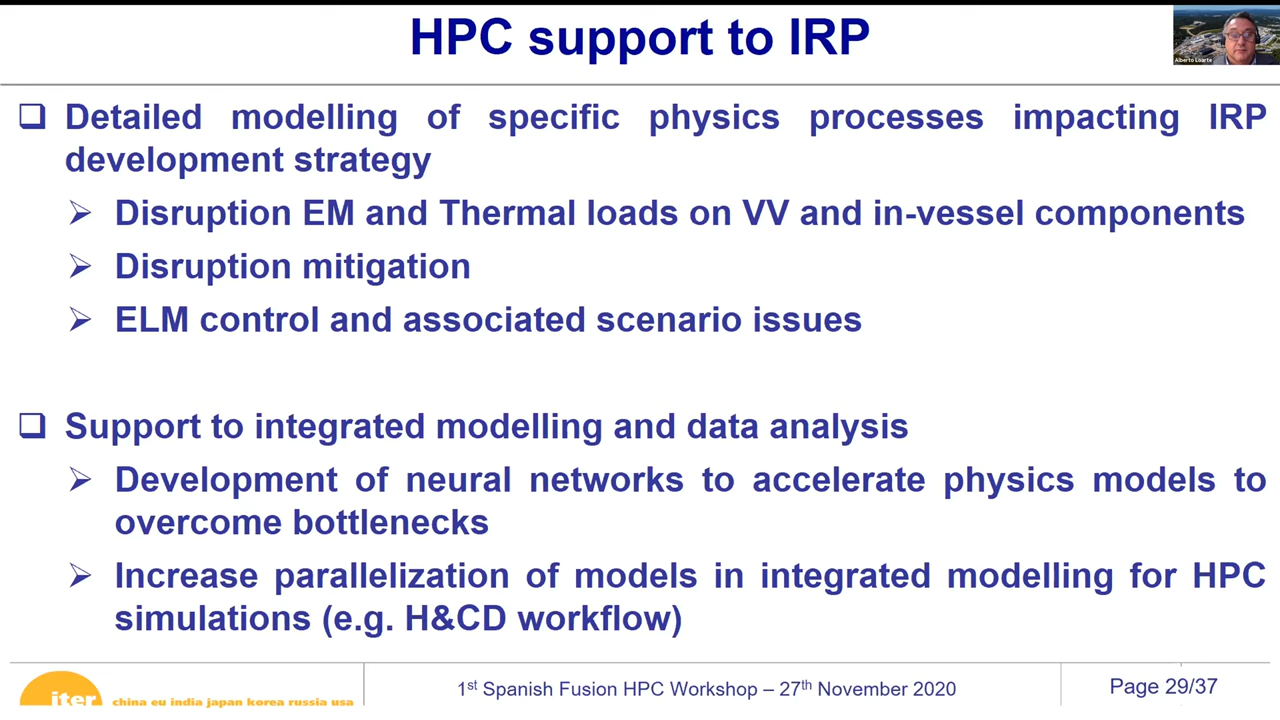 HPC support to IRP
Alberto Loarte
Detailed modelling of specific physics processes impacting IRP
development strategy
Disruption EM and Thermal loads on VV and in-vessel components
Disruption mitigation
ELM control and associated scenario issues
Support to integrated modelling and data analysis
Development of neural networks to accelerate physics models to
overcome bottlenecks
Increase parallelization of models in integrated modelling for HPC
simulations (e.g. H&CD workflow)
iter
china eu india japan korea russia usa
1st Spanish Fusion HPC Workshop – 27th November 2020
Page 29/37